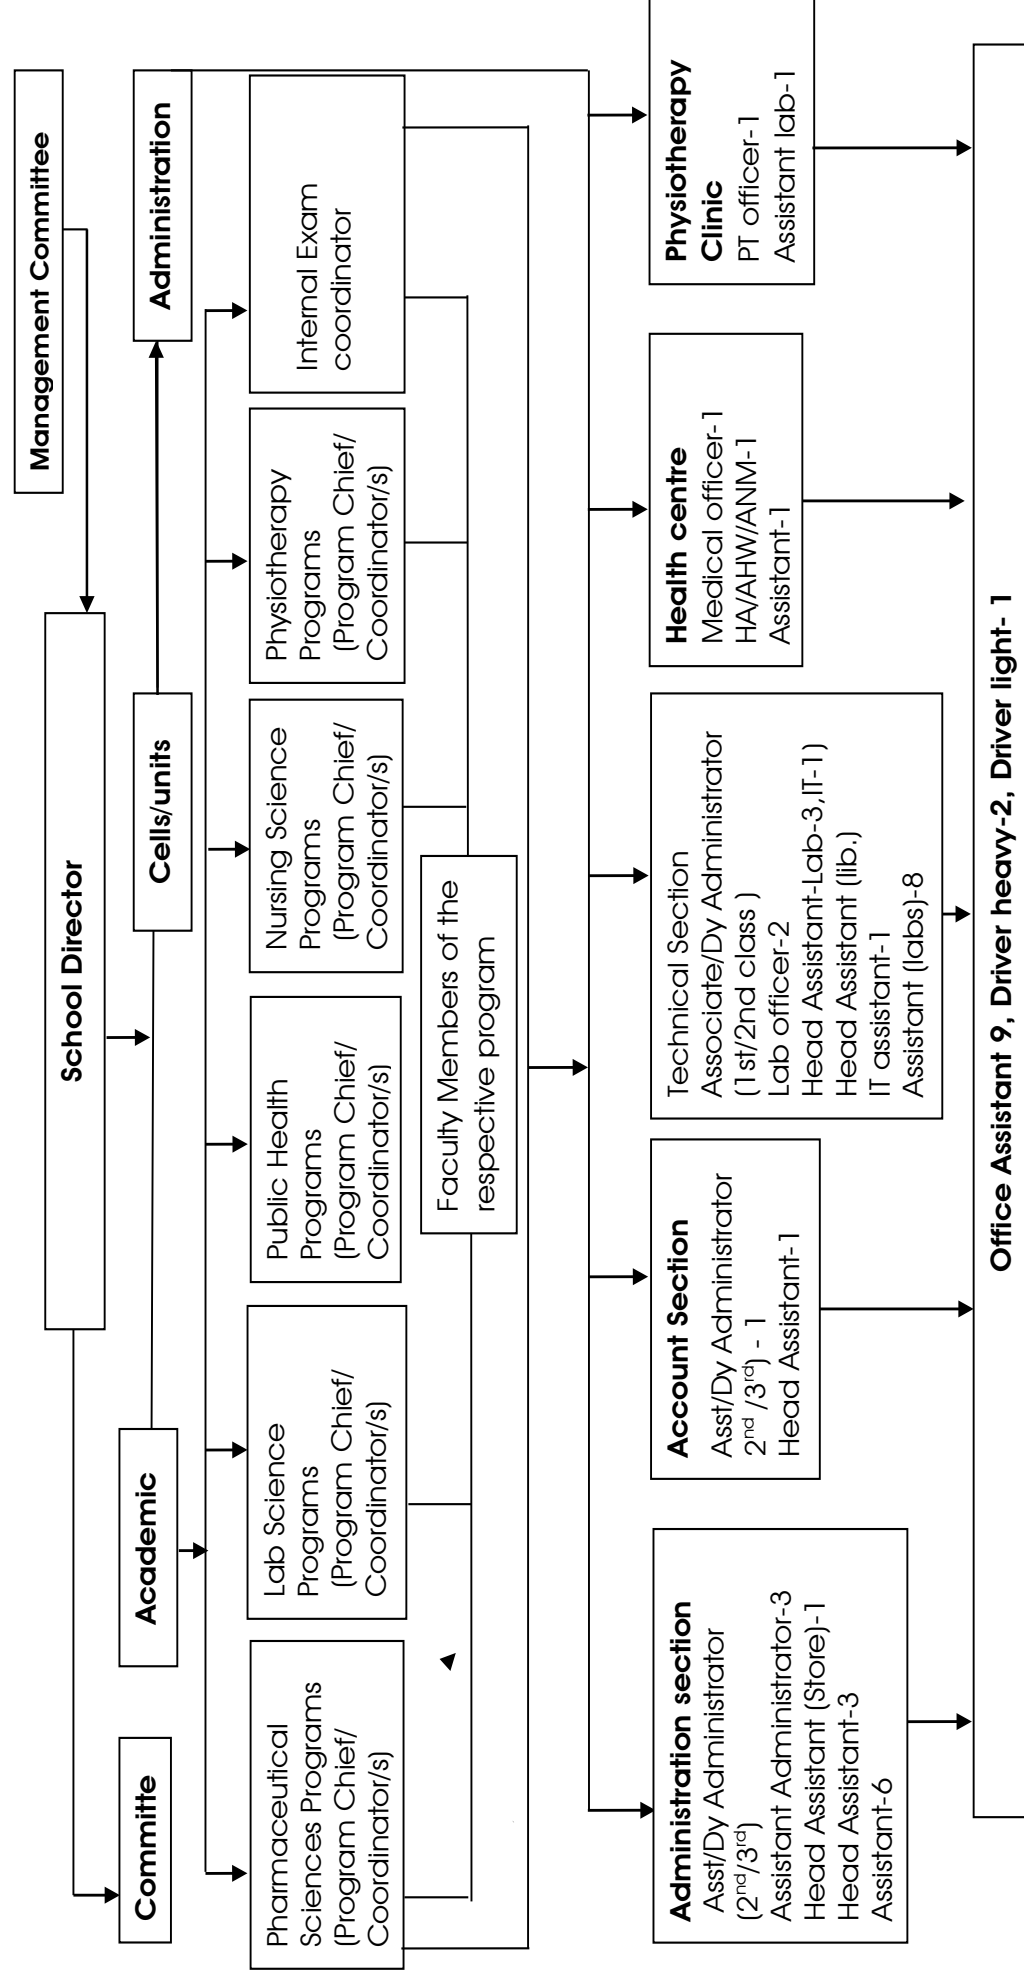 Management Committee
School Director
Committe
Academic
Cells/units
Administration
Pharmaceutical
Sciences Programs
(Program Chief/
Coordinator/s)
Lab Science
Programs
(Program Chief/
Coordinator/s)
Public Health
Programs
(Program Chief/
Coordinator/s)
Nursing Science
Programs
(Program Chief/
Coordinator/s)
Physiotherapy
Programs
(Program Chief/
Coordinator/s)
Internal Exam
coordinator
Faculty Members of the
respective program
Administration section
Asst/Dy Administrator
(2nd/3rd)
Assistant Administrator-3
Head Assistant (Store)-1
Head Assistant-3
Assistant-6
Account Section
Asst/Dy Administrator
2nd /3rd) - 1
Head Assistant-1
Technical Section
Associate/Dy Administrator
(1st/2nd class )
Lab officer-2
Head Assistant-Lab-3,IT-1)
Head Assistant (lib.)
IT assistant-1
Assistant (labs)-8
Health centre
Medical officer-1
HA/AHW/ANM-1
Assistant-1
Physiotherapy
Clinic
PT officer-1
Assistant lab-1
Office Assistant 9, Driver heavy-2, Driver light- 1